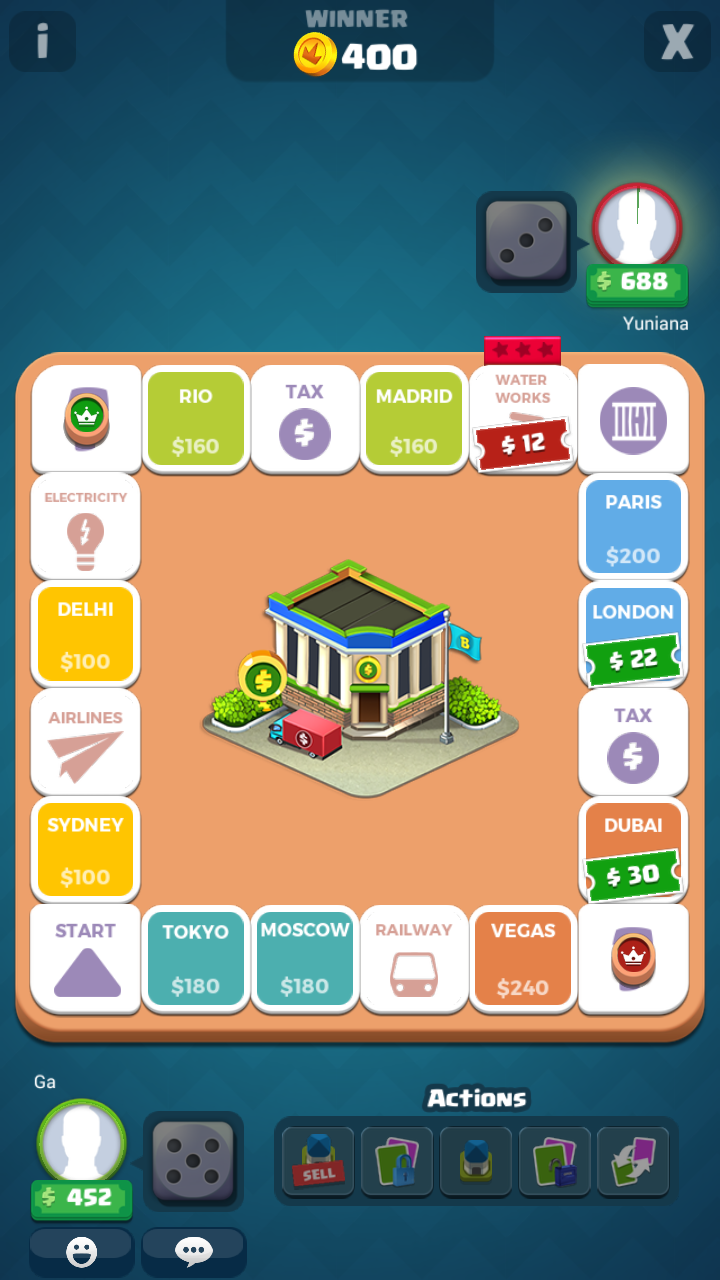 i
WINNER
400
X
$ 688
Yuniana
RIO
$160
TAX
$
MADRID
$160
WATER
WORKS
$ 12
ELECTRICITY
PARIS
$200
DELHI
$100
LONDON
$ 22
AIRLINES
TAX
$
SYDNEY
$100
DUBAI
$ 30
B
$
$
$
START
TOKYO
$180
MOSCOW
$180
RAILWAY
VEGAS
$240
Ga
$ 452
Actions
SELL